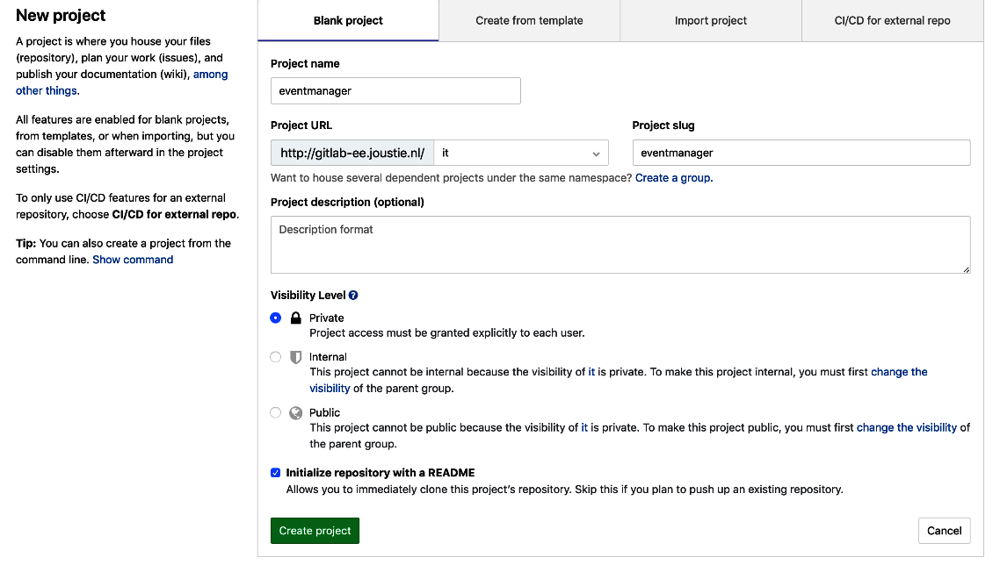 New project
A project is where you house your files
(repository), plan your work (issues), and
publish your documentation (wiki), among
other things.
All features are enabled for blank projects,
from templates, or when importing, but you
can disable them afterward in the project
settings.
To only use CI/CD features for an external
repository, choose CI/CD for external repo.
Tip: You can also create a project from the
command line. Show command
Blank project
Create from template
Import project
CI/CD for external repo
Project name
eventmanager
Project URL
Project slug
http://gitlab-ee.joustie.nl/
it
eventmanager
Want to house several dependent projects under the same namespace? Create a group.
Project description (optional)
Description format
Visibility Level ?
Private
Project access must be granted explicitly to each user.
Internal
This project cannot be internal because the visibility of it is private. To make this project internal, you must first change the
visibility of the parent group.
Public
This project cannot be public because the visibility of it is private. To make this project public, you must first change the visibility of
the parent group.
Initialize repository with a README
Allows you to immediately clone this project's repository. Skip this if you plan to push up an existing repository.
Create project
Cancel